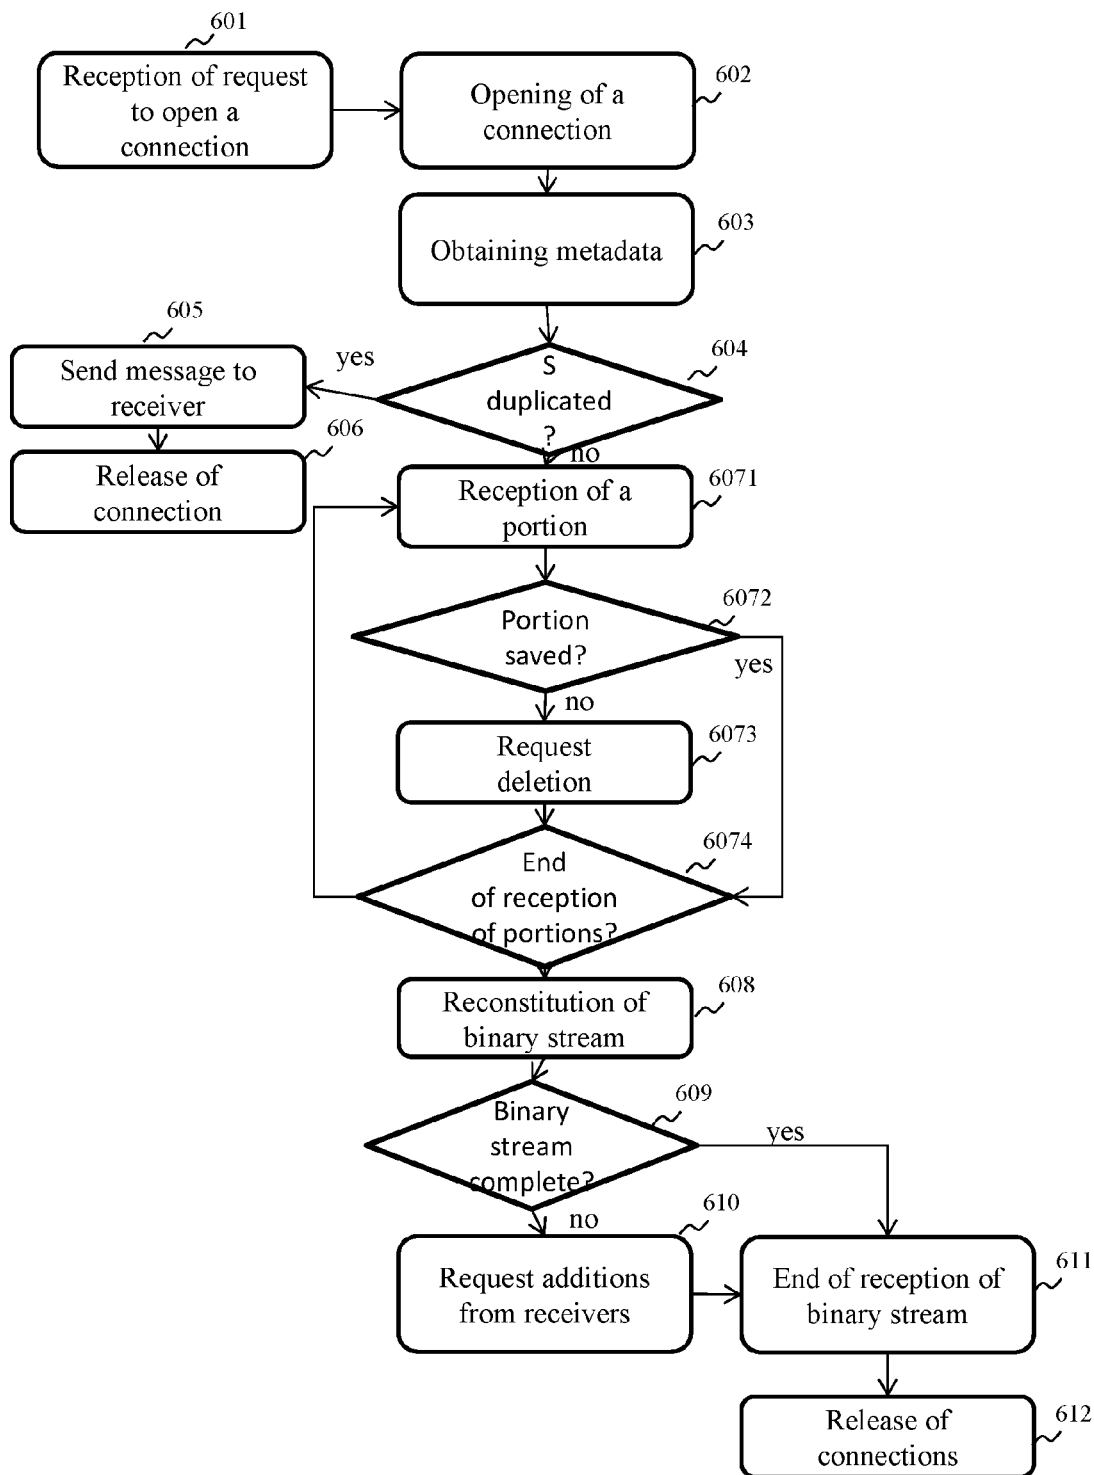 601
Reception of request
to open a
connection
602
Opening of a
connection
603
Obtaining metadata
604
S
duplicated
?
yes
605
Send message to
receiver
606
Release of
connection
no
6071
Reception of a
portion
6072
Portion
saved?
yes
no
6073
Request
deletion
6074
End
of reception
of portions?
608
Reconstitution of
binary stream
609
Binary
stream
complete?
yes
no
610
Request additions
from receivers
611
End of reception of
binary stream
612
Release of
connections